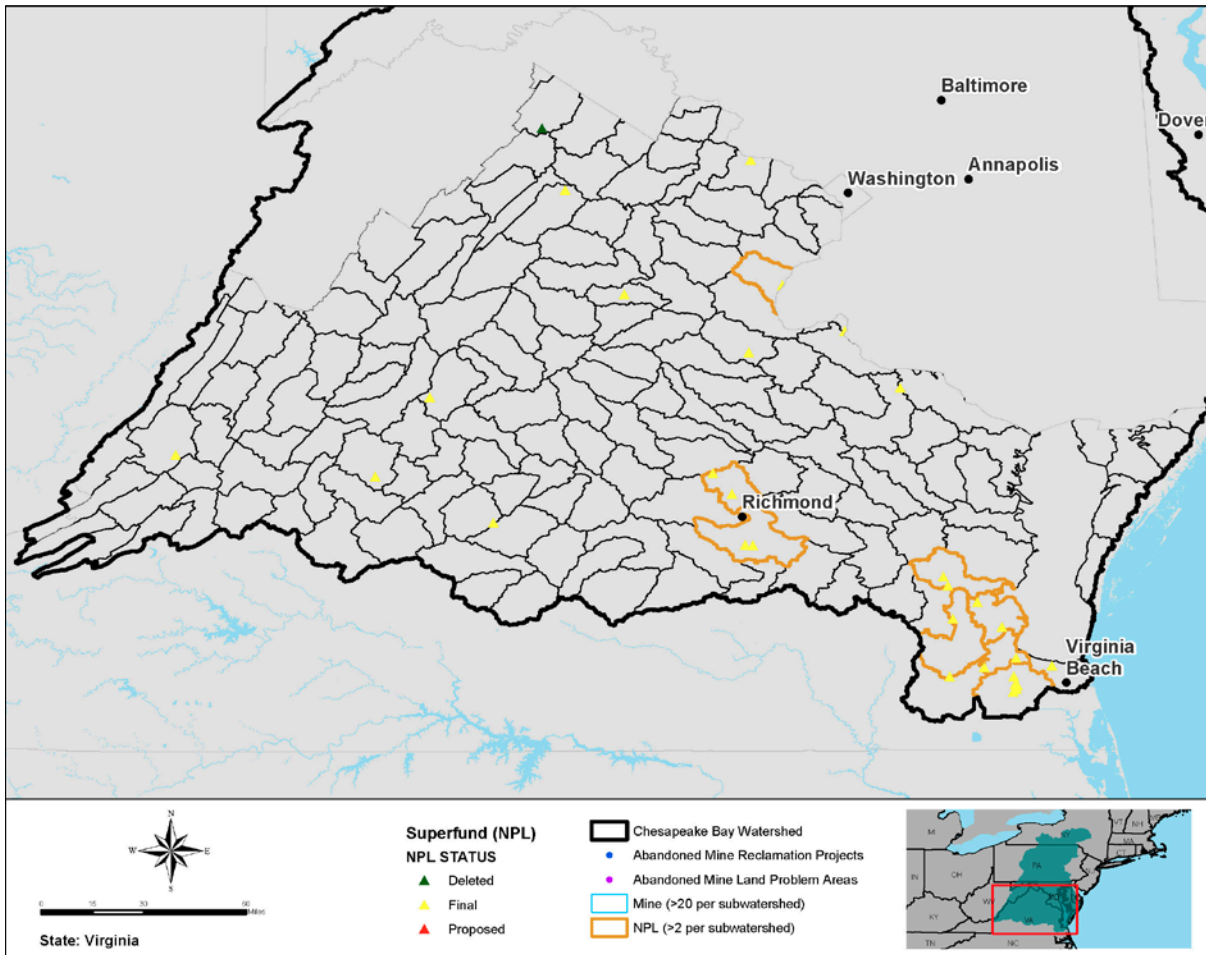 Baltimore
Dover
Washington
Annapolis
Richmond
Virginia
Beach
N
W
E
S
0 15 30 60
Miles
State: Virginia
Superfund (NPL)
NPL STATUS
Deleted
Final
Proposed
Chesapeake Bay Watershed
Abandoned Mine Reclamation Projects
Abandoned Mine Land Problem Areas
Mine (>20 per subwatershed)
NPL (>2 per subwatershed)
MI
VT
NH
NY
MA
CT
PA
IN
OH
KY
VA
TN
NC